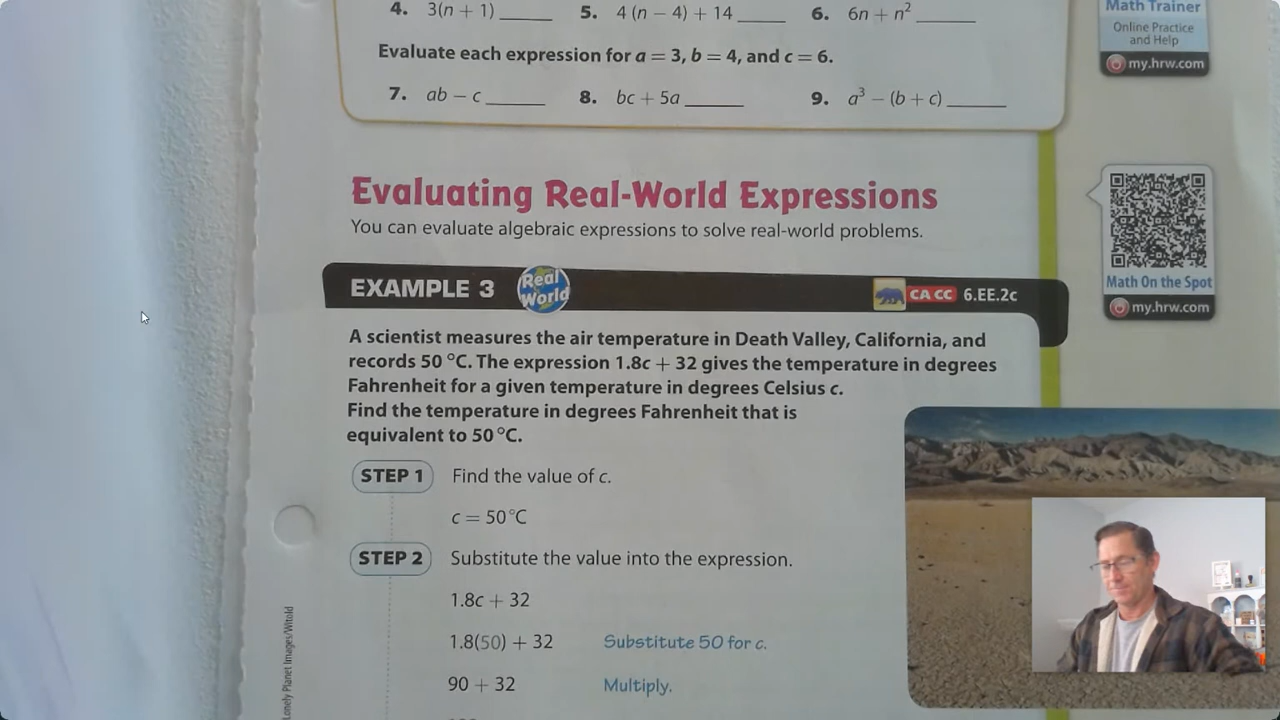 4. 3(n + 1) ______ 5. 4 (n − 4) + 14 ______ 6. 6n + n² ______
Evaluate each expression for a = 3, b = 4, and c = 6.
7. ab − c ______ 8. bc + 5a ______ 9. a³ − (b + c) ______
Math Trainer
Online Practice
and Help
my.hrw.com
Evaluating Real-World Expressions
You can evaluate algebraic expressions to solve real-world problems.
Math On the Spot
my.hrw.com
EXAMPLE 3 Real World CA CC 6.EE.2c
A scientist measures the air temperature in Death Valley, California, and
records 50 °C. The expression 1.8c + 32 gives the temperature in degrees
Fahrenheit for a given temperature in degrees Celsius c.
Find the temperature in degrees Fahrenheit that is
equivalent to 50 °C.
STEP 1 Find the value of c.
c = 50 °C
STEP 2 Substitute the value into the expression.
1.8c + 32
1.8(50) + 32 Substitute 50 for c.
90 + 32 Multiply.
Lonely Planet Images/Witold